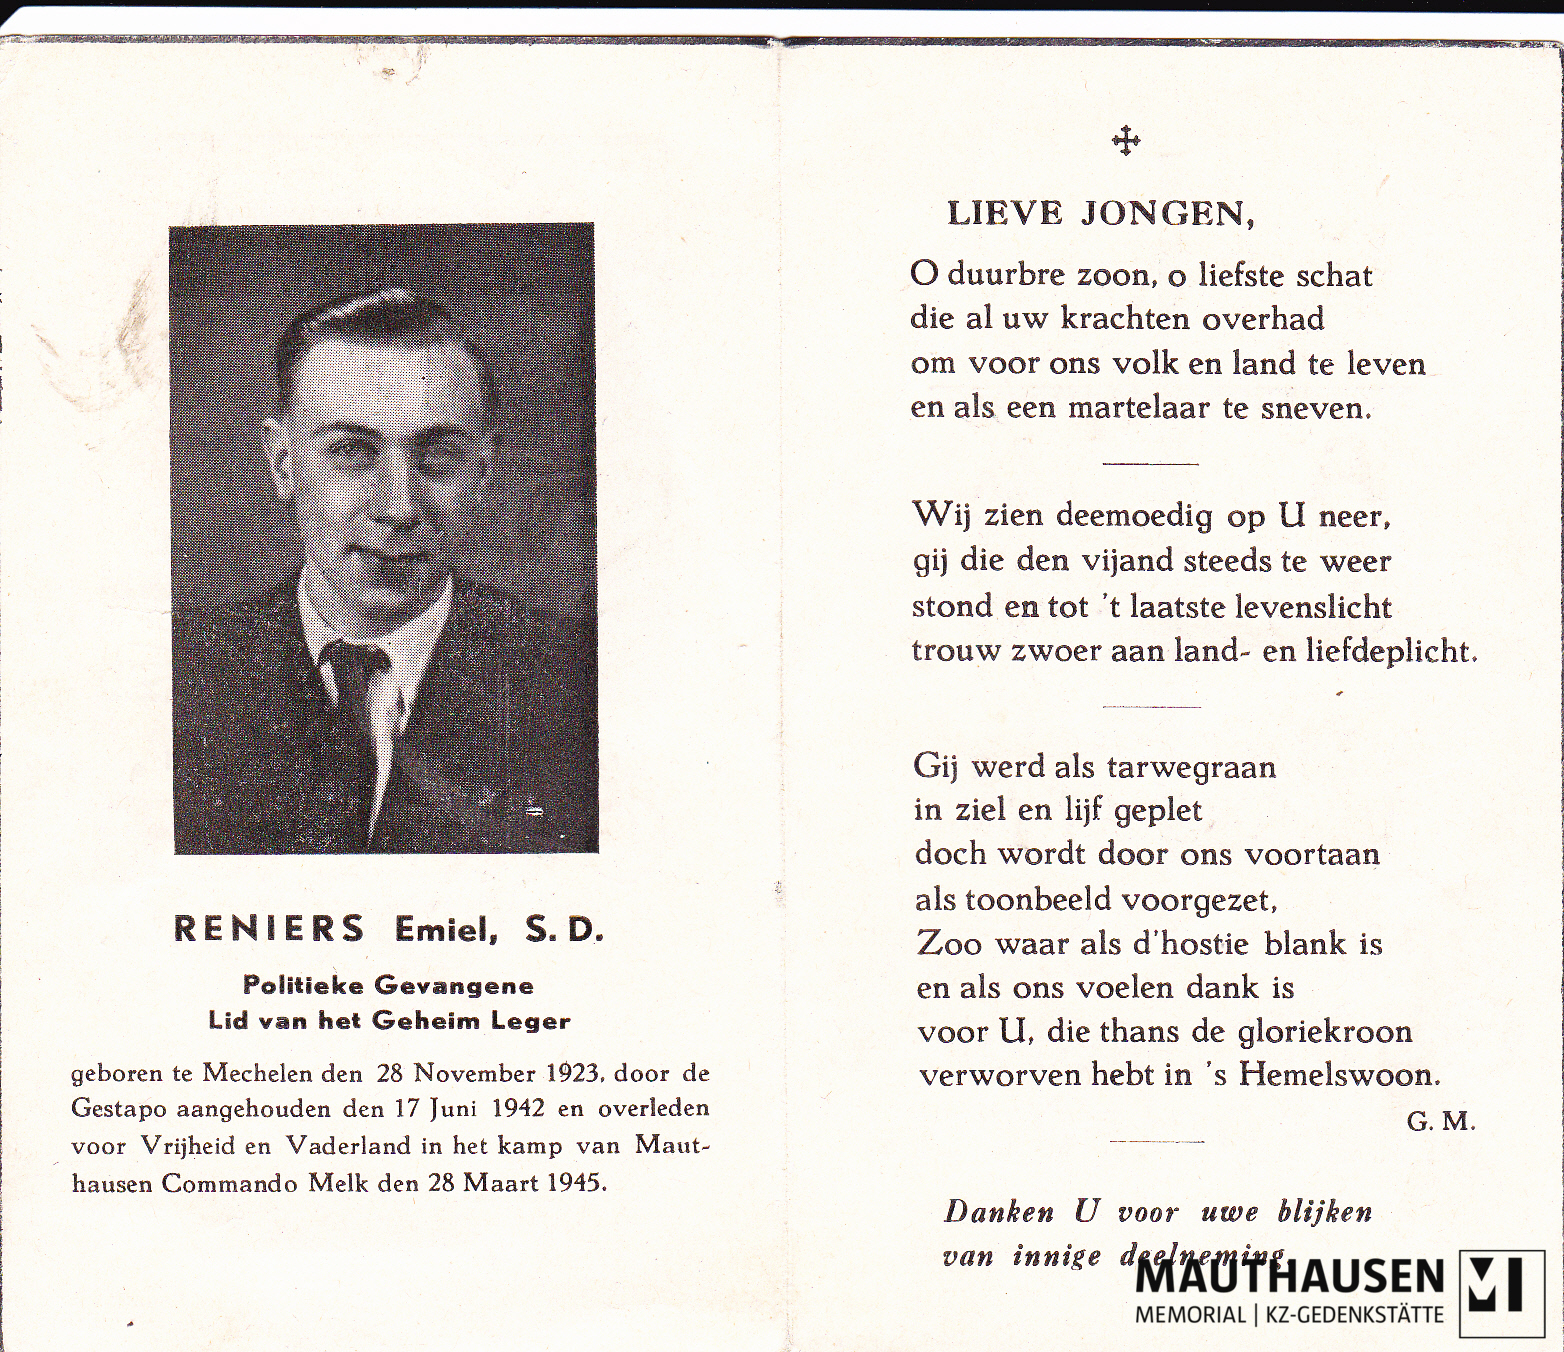 RENIERS Emiel, S. D.
Politieke Gevangene
Lid van het Geheim Leger
geboren te Mechelen den 28 November 1923, door de
Gestapo aangehouden den 17 Juni 1942 en overleden
voor Vrijheid en Vaderland in het kamp van Maut-
hausen Commando Melk den 28 Maart 1945.
LIEVE JONGEN,
O duurbre zoon, o liefste schat
die al uw krachten overhad
om voor ons volk en land te leven
en als een martelaar te sneven.
Wij zien deemoedig op U neer,
gij die den vijand steeds te weer
stond en tot 't laatste levenslicht
trouw zwoer aan land- en liefdeplicht.
Gij werd als tarwegraan
in ziel en lijf geplet
doch wordt door ons voortaan
als toonbeeld voorgezet,
Zoo waar als d'hostie blank is
en als ons voelen dank is
voor U, die thans de gloriekroon
verworven hebt in 's Hemelswoon.
G. M.
Danken U voor uwe blijken
van innige deelneming.
MAUTHAUSEN
MEMORIAL | KZ-GEDENKSTÄTTE